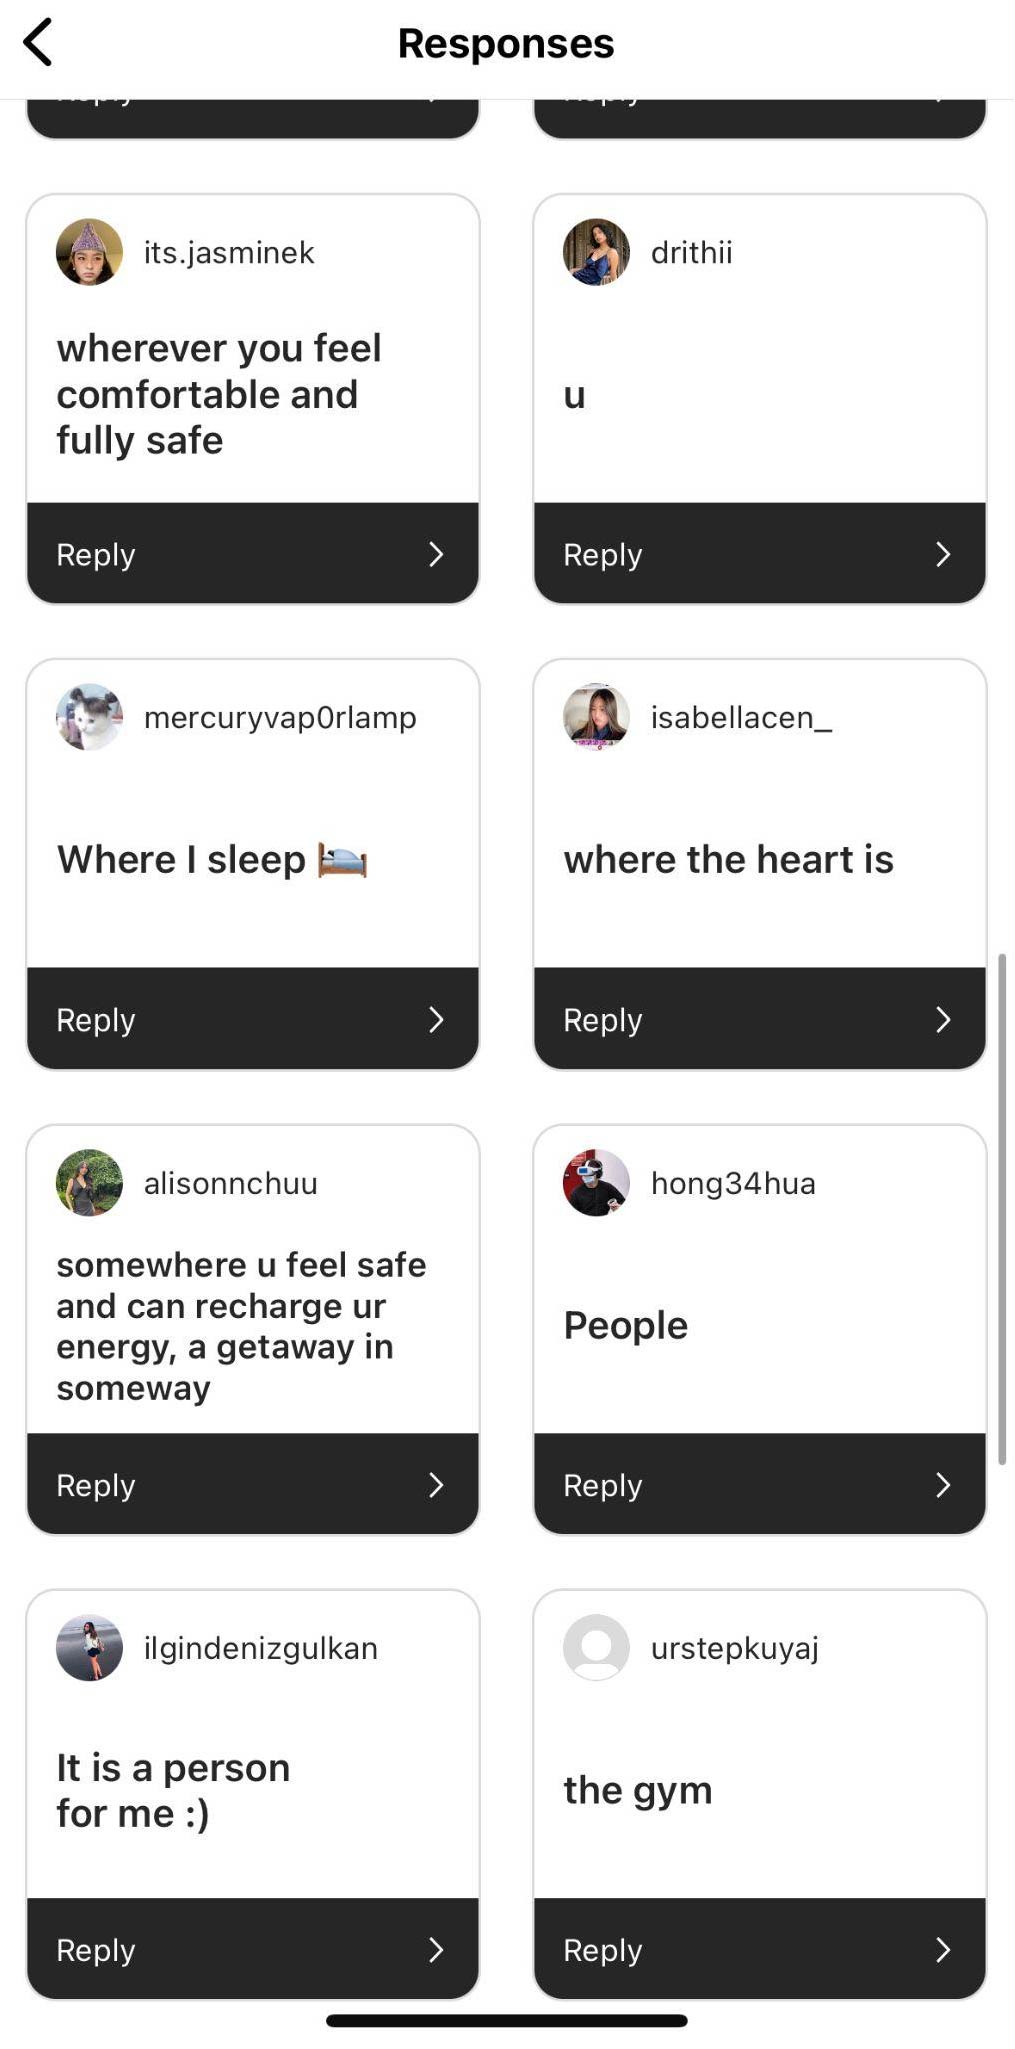 Responses
Reply
Reply
its.jasminek
wherever you feel
comfortable and
fully safe
Reply
drithii
u
Reply
mercuryvap0rlamp
Where I sleep 🛌
Reply
isabellacen_
where the heart is
Reply
alisonnchuu
somewhere u feel safe
and can recharge ur
energy, a getaway in
someway
Reply
hong34hua
People
Reply
ilgindenizgulkan
It is a person
for me :)
Reply
urstepkuyaj
the gym
Reply